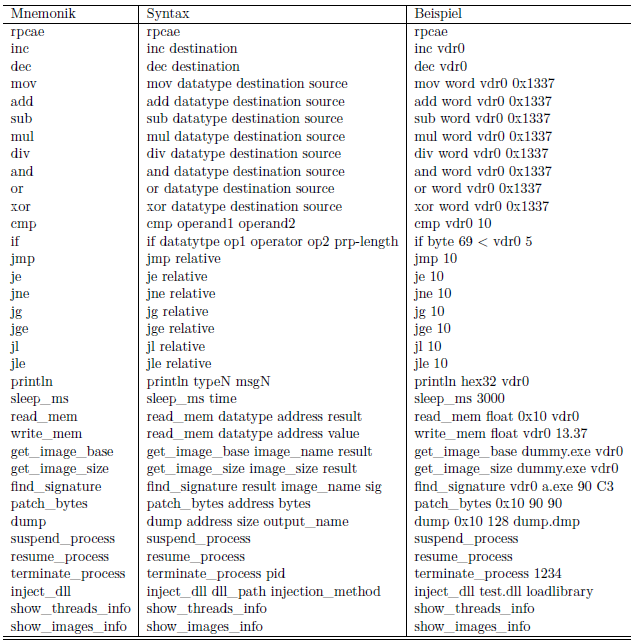 Mnemonik Syntax Beispiel
rpcae rpcae rpcae
inc inc destination inc vdr0
dec dec destination dec vdr0
mov mov datatype destination source mov word vdr0 0x1337
add add datatype destination source add word vdr0 0x1337
sub sub datatype destination source sub word vdr0 0x1337
mul mul datatype destination source mul word vdr0 0x1337
div div datatype destination source div word vdr0 0x1337
and and datatype destination source and word vdr0 0x1337
or or datatype destination source or word vdr0 0x1337
xor xor datatype destination source xor word vdr0 0x1337
cmp cmp operand1 operand2 cmp vdr0 10
if if datatytpe op1 operator op2 prp-length if byte 69 < vdr0 5
jmp jmp relative jmp 10
je je relative je 10
jne jne relative jne 10
jg jg relative jg 10
jge jge relative jge 10
jl jl relative jl 10
jle jle relative jle 10
println println typeN msgN println hex32 vdr0
sleep_ms sleep_ms time sleep_ms 3000
read_mem read_mem datatype address result read_mem float 0x10 vdr0
write_mem read_mem datatype address value write_mem float vdr0 13.37
get_image_base get_image_base image_name result get_image_base dummy.exe vdr0
get_image_size get_image_size image_size result get_image_size dummy.exe vdr0
find_signature find_signature result image_name sig find_signature vdr0 a.exe 90 C3
patch_bytes patch_bytes address bytes patch_bytes 0x10 90 90
dump dump address size output_name dump 0x10 128 dump.dmp
suspend_process suspend_process suspend_process
resume_process resume_process resume_process
terminate_process terminate_process pid terminate_process 1234
inject_dll inject_dll dll_path injection_method inject_dll test.dll loadlibrary
show_threads_info show_threads_info show_threads_info
show_images_info show_images_info show_images_info